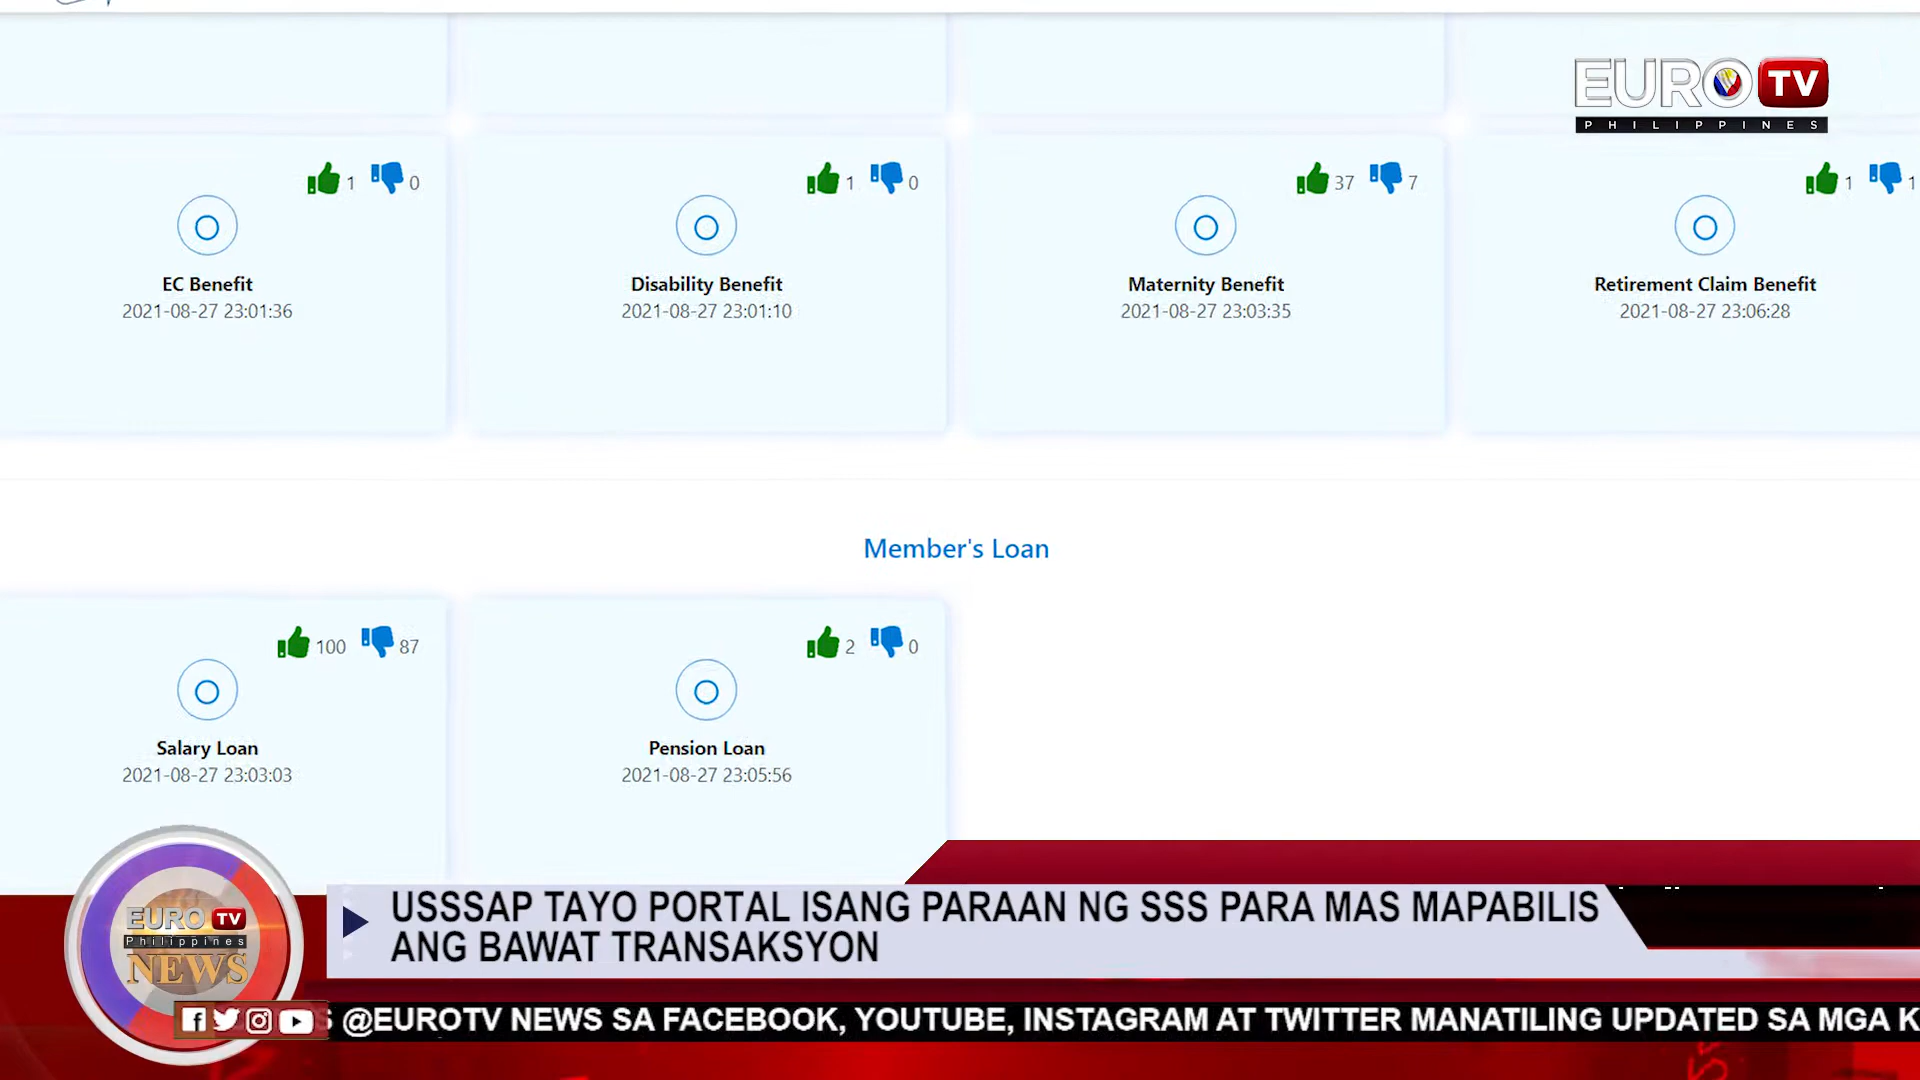 EURO TV
PHILIPPINES
1 0
1 0
37 7
1 1
EC Benefit
2021-08-27 23:01:36
Disability Benefit
2021-08-27 23:01:10
Maternity Benefit
2021-08-27 23:03:35
Retirement Claim Benefit
2021-08-27 23:06:28
Member's Loan
100 87
2 0
Salary Loan
2021-08-27 23:03:03
Pension Loan
2021-08-27 23:05:56
EURO TV
Philippines
NEWS
USSSAP TAYO PORTAL ISANG PARAAN NG SSS PARA MAS MAPABILIS
ANG BAWAT TRANSAKSYON
@EUROTV NEWS SA FACEBOOK, YOUTUBE, INSTAGRAM AT TWITTER MANATILING UPDATED SA MGA K